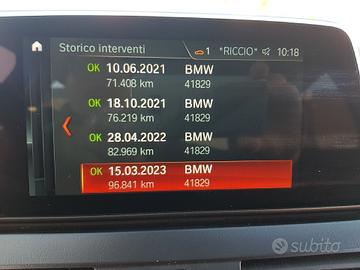 Storico interventi 1 "RICCIO" 10:18
OK 10.06.2021 BMW
71.408 km 41829
OK 18.10.2021 BMW
76.219 km 41829
OK 28.04.2022 BMW
82.969 km 41829
OK 15.03.2023 BMW
96.841 km 41829
subito